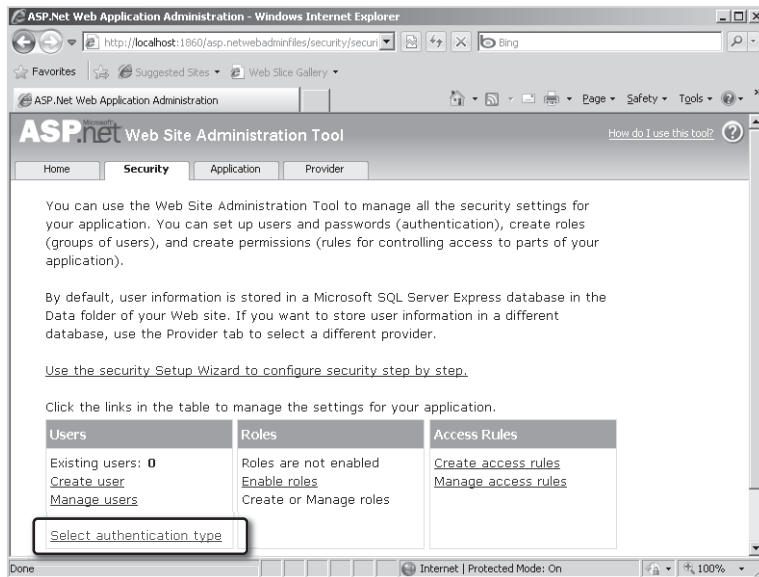 ASP.Net Web Application Administration - Windows Internet Explorer
http://localhost:1860/asp.netwebadminfiles/security/securi
Bing
Favorites Suggested Sites Web Slice Gallery
ASP.Net Web Application Administration
Page Safety Tools
Microsoft
ASP.net Web Site Administration Tool
How do I use this tool? ?
Home Security Application Provider
You can use the Web Site Administration Tool to manage all the security settings for
your application. You can set up users and passwords (authentication), create roles
(groups of users), and create permissions (rules for controlling access to parts of your
application).
By default, user information is stored in a Microsoft SQL Server Express database in the
Data folder of your Web site. If you want to store user information in a different
database, use the Provider tab to select a different provider.
Use the security Setup Wizard to configure security step by step.
Click the links in the table to manage the settings for your application.
Users Roles Access Rules
Existing users: 0 Roles are not enabled Create access rules
Create user Enable roles Manage access rules
Manage users Create or Manage roles
Select authentication type
Done Internet | Protected Mode: On 100%